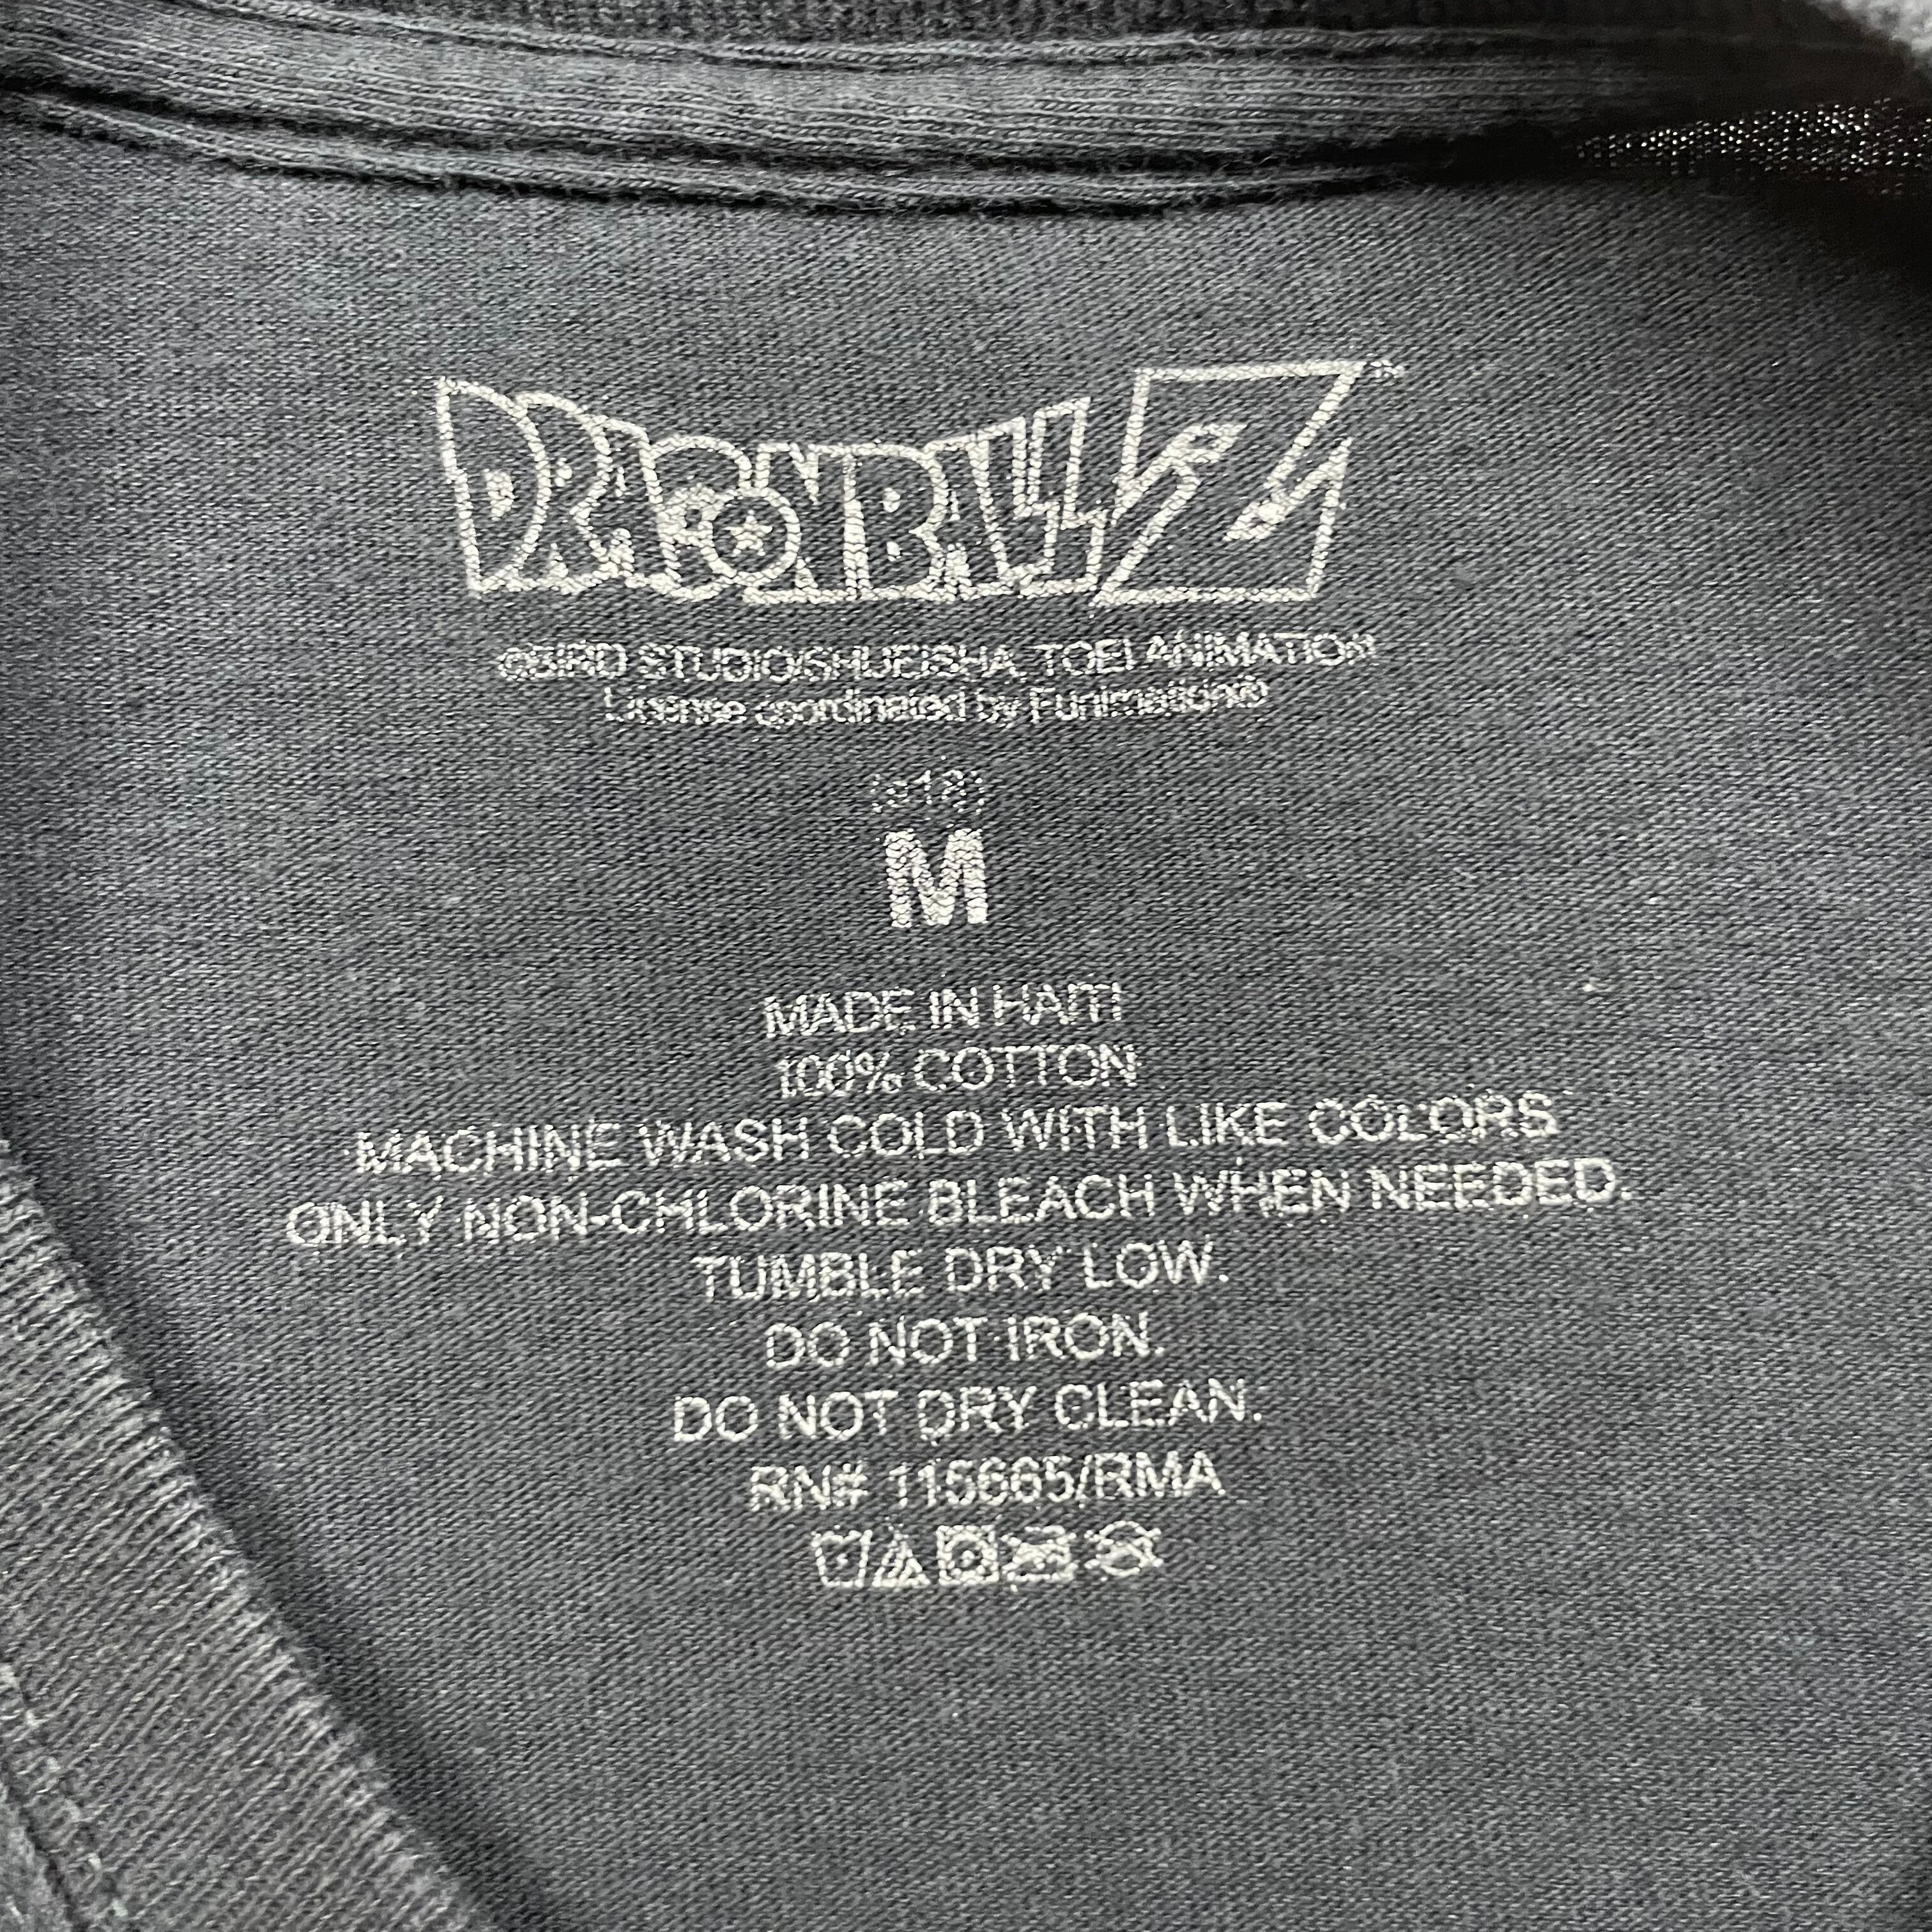 DRAGONBALL Z
©BIRD STUDIO/SHUEISHA, TOEI ANIMATION
License coordinated by Funimation®
M
MADE IN HAITI
100% COTTON
MACHINE WASH COLD WITH LIKE COLORS
ONLY NON-CHLORINE BLEACH WHEN NEEDED.
TUMBLE DRY LOW.
DO NOT IRON.
DO NOT DRY CLEAN.
RN# 115665/RMA